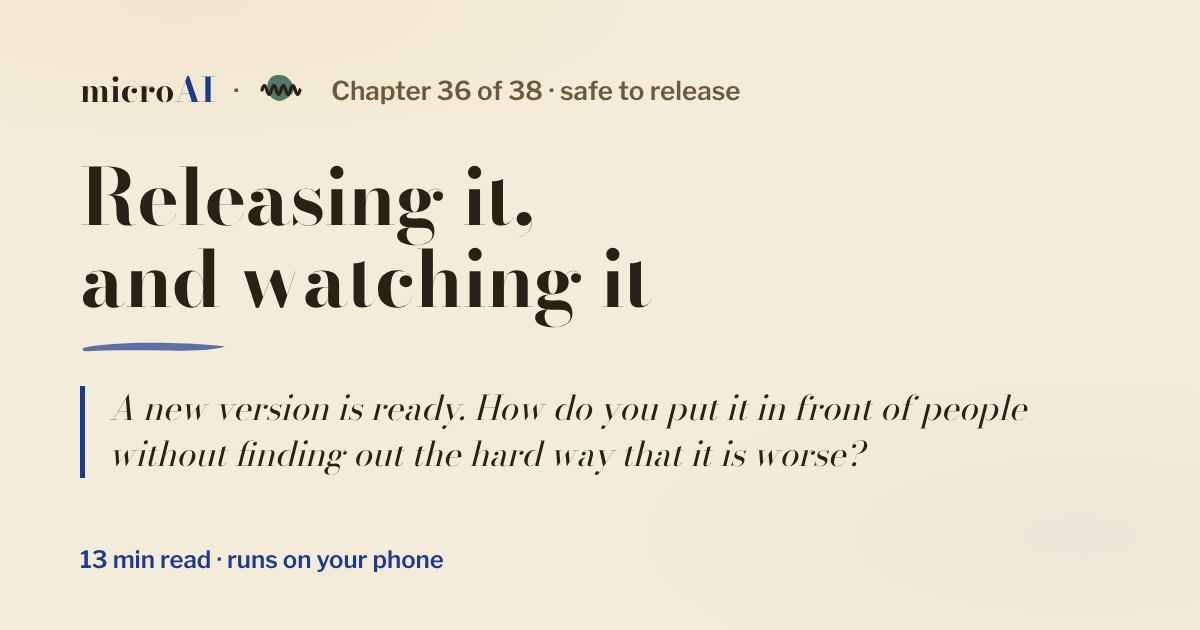 microAI · Chapter 36 of 38 · safe to release
Releasing it,
and watching it
A new version is ready. How do you put it in front of people
without finding out the hard way that it is worse?
13 min read · runs on your phone